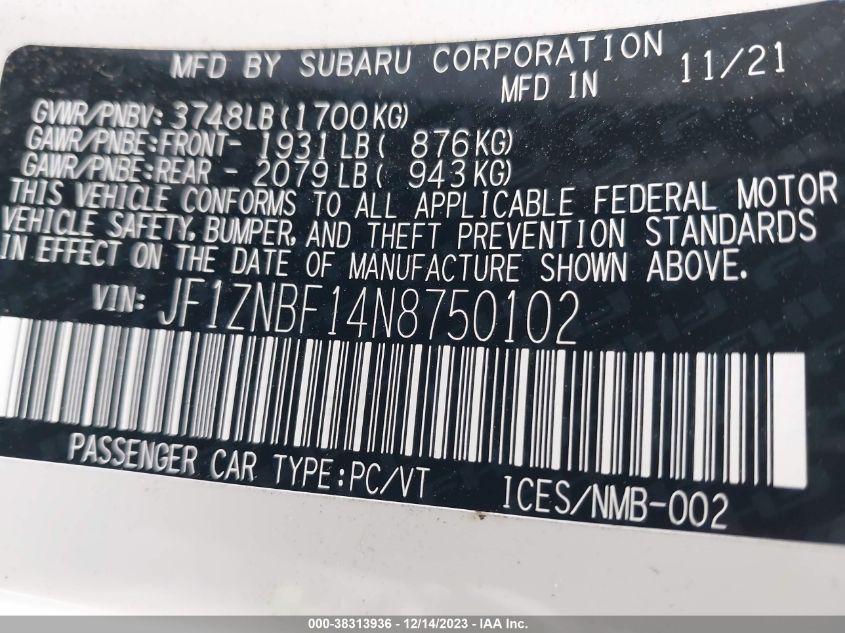 MFD BY SUBARU CORPORATION
MFD IN 11/21
GVWR/PNBV: 3748LB(1700KG)
GAWR/PNBE:FRONT- 1931LB( 876KG)
GAWR/PNBE:REAR - 2079LB( 943KG)
THIS VEHICLE CONFORMS TO ALL APPLICABLE FEDERAL MOTOR
VEHICLE SAFETY, BUMPER, AND THEFT PREVENTION STANDARDS
IN EFFECT ON THE DATE OF MANUFACTURE SHOWN ABOVE.
VIN: JF1ZNBF14N8750102
PASSENGER CAR TYPE:PC/VT ICES/NMB-002
000-38313936 - 12/14/2023 - IAA Inc.